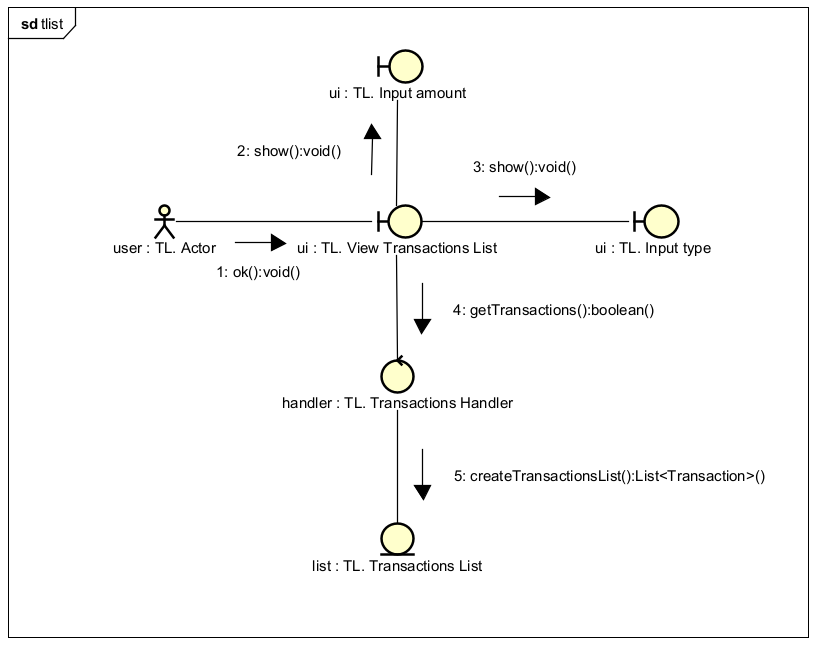 sd tlist
ui : TL. Input amount
2: show():void()
3: show():void()
user : TL. Actor
ui : TL. View Transactions List
ui : TL. Input type
1: ok():void()
4: getTransactions():boolean()
handler : TL. Transactions Handler
5: createTransactionsList():List<Transaction>()
list : TL. Transactions List